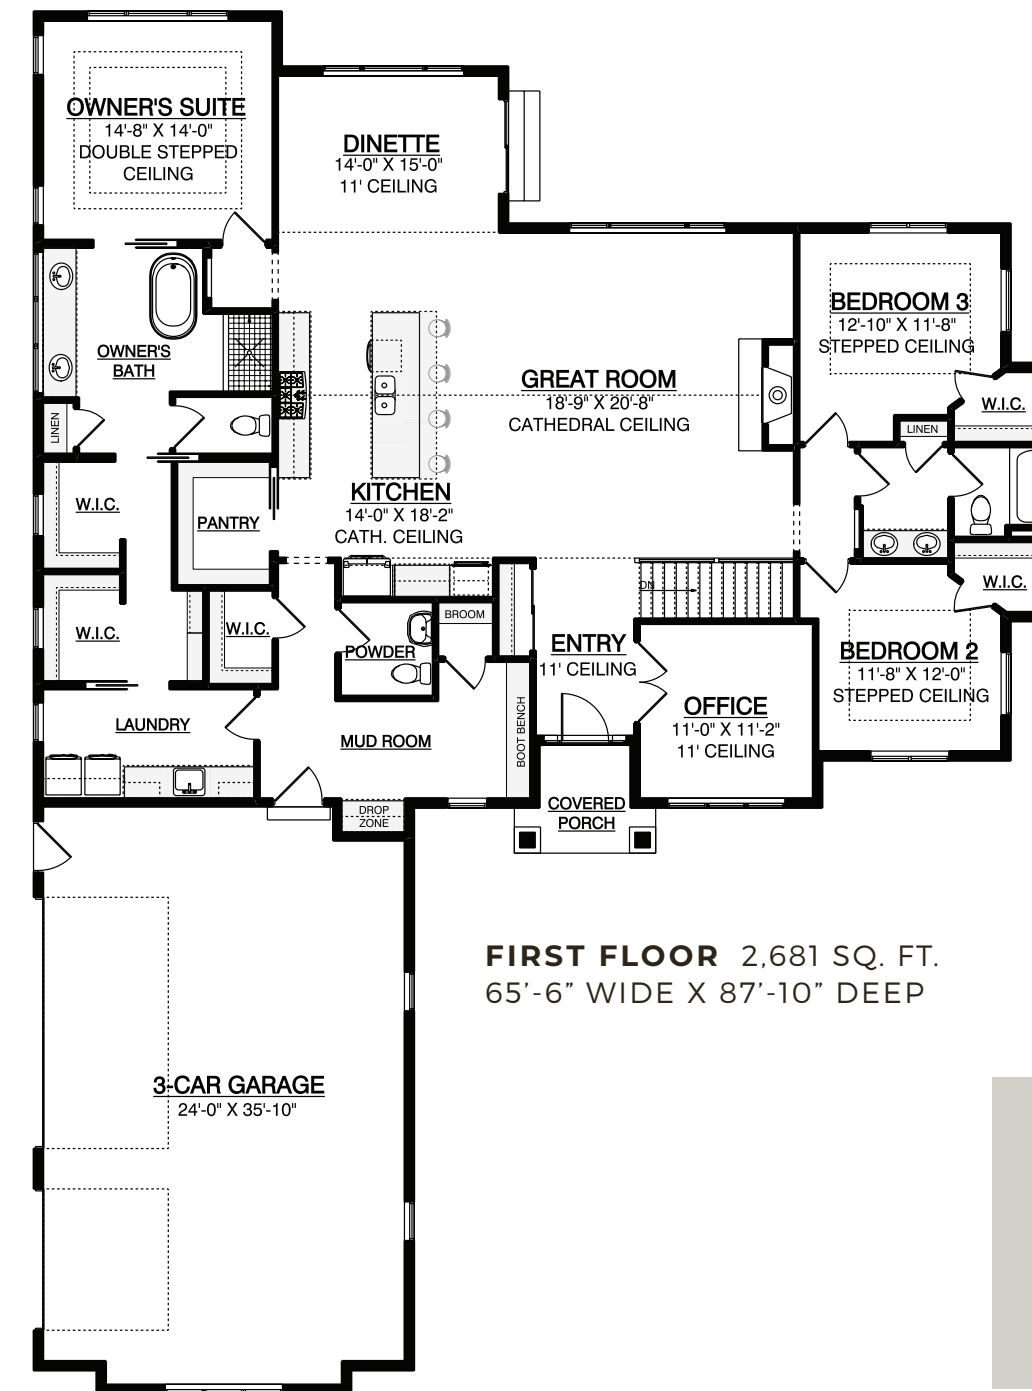 OWNER'S SUITE
14'-8" X 14'-0"
DOUBLE STEPPED
CEILING
DINETTE
14'-0" X 15'-0"
11' CEILING
BEDROOM 3
12'-10" X 11'-8"
STEPPED CEILING
OWNER'S
BATH
GREAT ROOM
18'-9" X 20'-8"
CATHEDRAL CEILING
W.I.C.
LINEN
LINEN
KITCHEN
14'-0" X 18'-2"
CATH. CEILING
W.I.C.
PANTRY
W.I.C.
DN
BROOM
W.I.C.
W.I.C.
POWDER
ENTRY
11' CEILING
BEDROOM 2
11'-8" X 12'-0"
STEPPED CEILING
OFFICE
11'-0" X 11'-2"
11' CEILING
LAUNDRY
MUD ROOM
BOOT BENCH
DROP
ZONE
COVERED
PORCH
FIRST FLOOR 2,681 SQ. FT.
65’-6” WIDE X 87’-10” DEEP
3-CAR GARAGE
24'-0" X 35'-10"